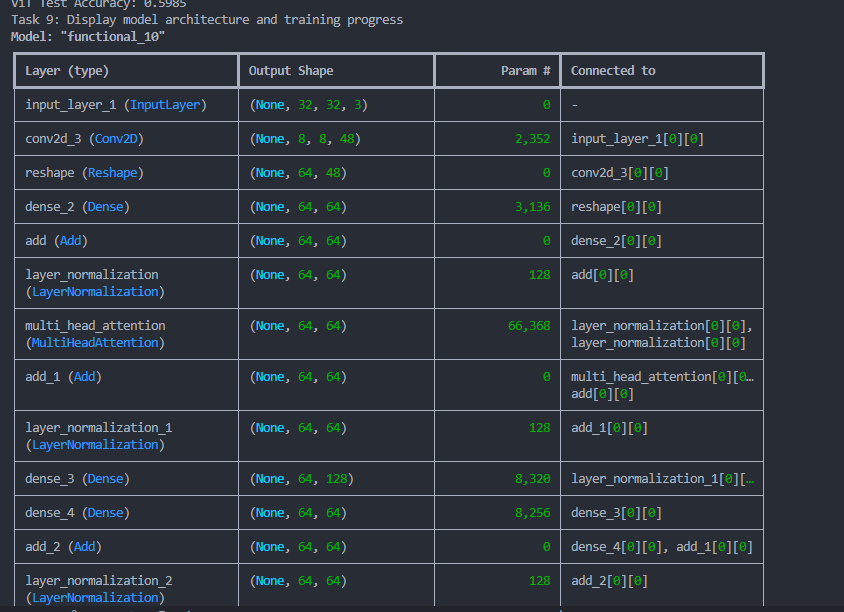 ViT Test Accuracy: 0.5985
Task 9: Display model architecture and training progress
Model: "functional_10"
Layer (type) Output Shape Param # Connected to
input_layer_1 (InputLayer) (None, 32, 32, 3) 0 -
conv2d_3 (Conv2D) (None, 8, 8, 48) 2,352 input_layer_1[0][0]
reshape (Reshape) (None, 64, 48) 0 conv2d_3[0][0]
dense_2 (Dense) (None, 64, 64) 3,136 reshape[0][0]
add (Add) (None, 64, 64) 0 dense_2[0][0]
layer_normalization (None, 64, 64) 128 add[0][0]
(LayerNormalization)
multi_head_attention (None, 64, 64) 66,368 layer_normalization[0][0],
(MultiHeadAttention) layer_normalization[0][0]
add_1 (Add) (None, 64, 64) 0 multi_head_attention[0][0…
add[0][0]
layer_normalization_1 (None, 64, 64) 128 add_1[0][0]
(LayerNormalization)
dense_3 (Dense) (None, 64, 128) 8,320 layer_normalization_1[0][…
dense_4 (Dense) (None, 64, 64) 8,256 dense_3[0][0]
add_2 (Add) (None, 64, 64) 0 dense_4[0][0], add_1[0][0]
layer_normalization_2 (None, 64, 64) 128 add_2[0][0]
(LayerNormalization)